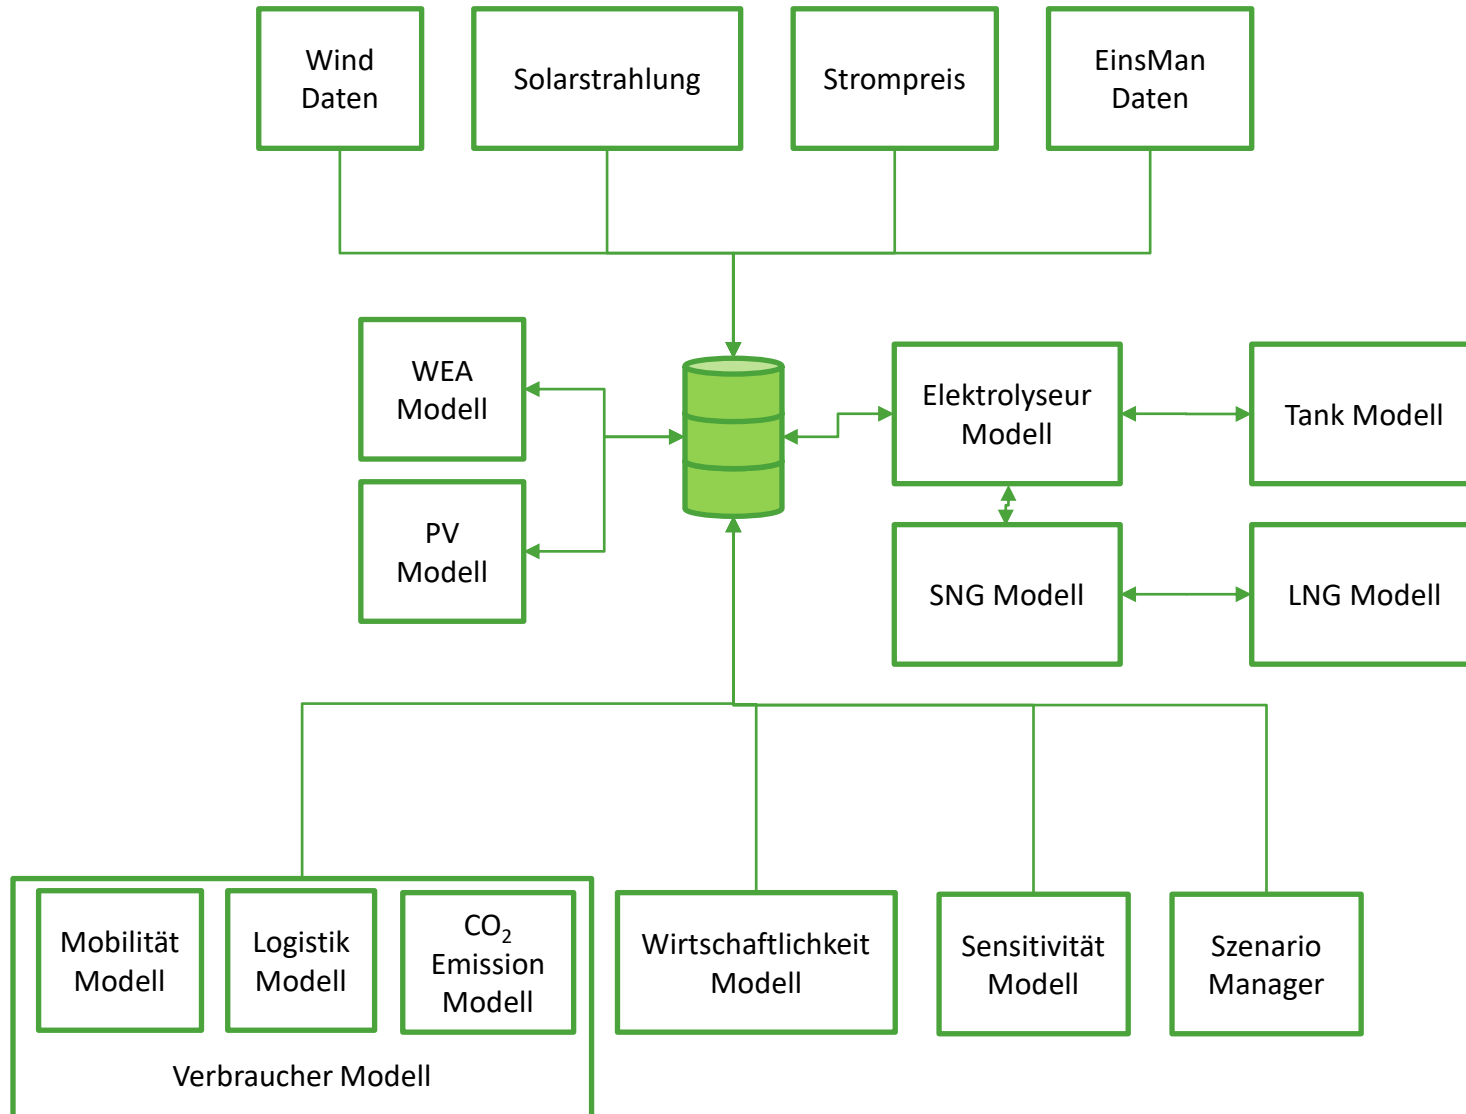 Wind
Daten
Solarstrahlung
Strompreis
EinsMan
Daten
WEA
Modell
PV
Modell
Elektrolyseur
Modell
Tank Modell
SNG Modell
LNG Modell
Mobilität
Modell
Logistik
Modell
CO₂
Emission
Modell
Verbraucher Modell
Wirtschaftlichkeit
Modell
Sensitivität
Modell
Szenario
Manager